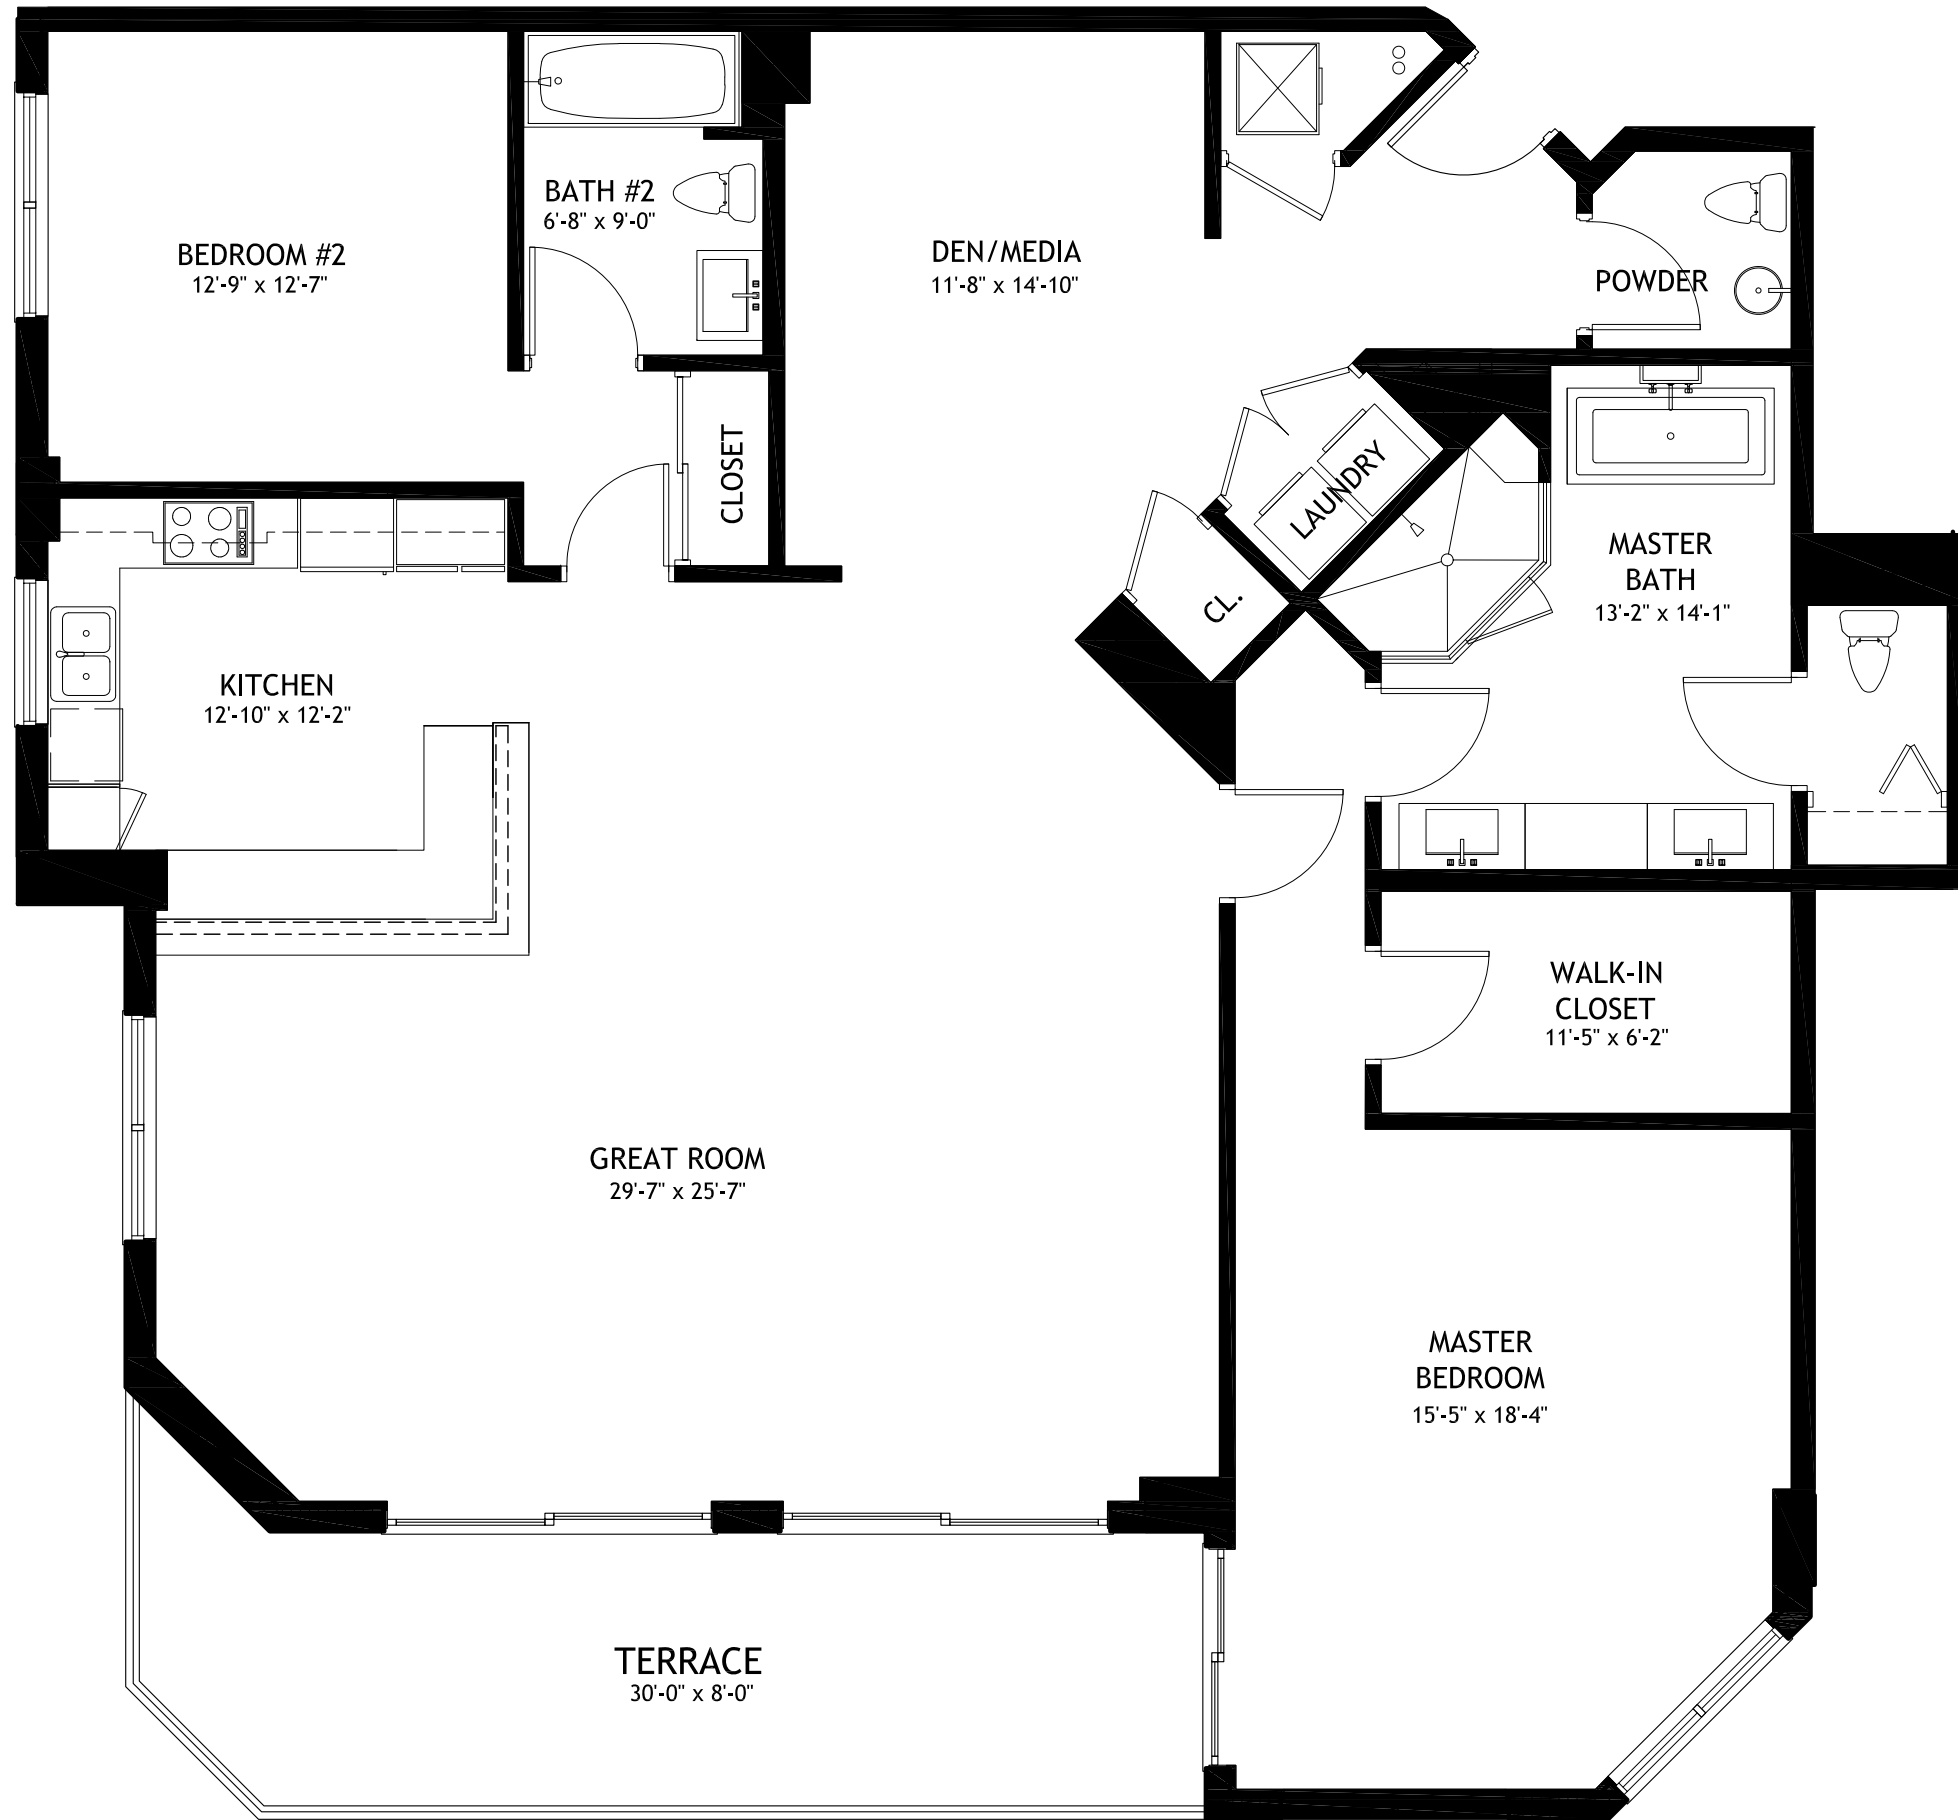 BEDROOM #2
12'-9" x 12'-7"
BATH #2
6'-8" x 9'-0"
DEN/MEDIA
11'-8" x 14'-10"
POWDER
CLOSET
LAUNDRY
CL.
MASTER
BATH
13'-2" x 14'-1"
KITCHEN
12'-10" x 12'-2"
WALK-IN
CLOSET
11'-5" x 6'-2"
GREAT ROOM
29'-7" x 25'-7"
MASTER
BEDROOM
15'-5" x 18'-4"
TERRACE
30'-0" x 8'-0"